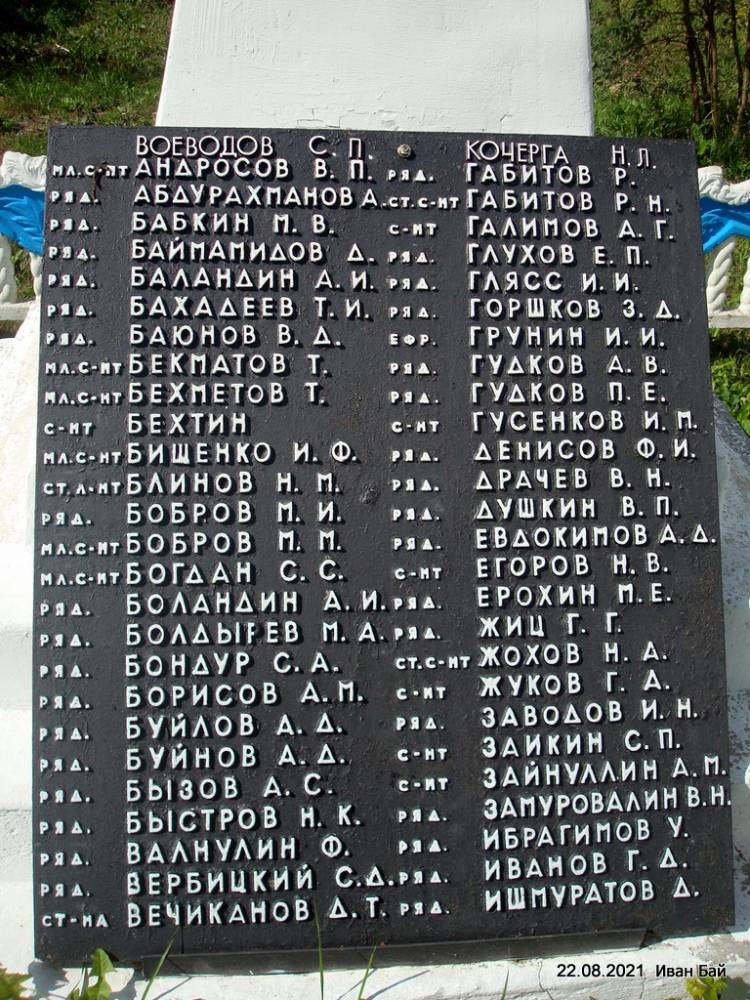 ВОЕВОДОВ С. П.
МЛ.С-НТ АНДРОСОВ В. П.
РЯД. АБДУРАХМАНОВ А.
РЯД. БАБКИН М. В.
РЯД. БАЙМАМИДОВ Д.
РЯД. БАЛАНДИН А. И.
РЯД. БАХАДЕЕВ Т. И.
РЯД. БАЮНОВ В. Д.
МЛ.С-НТ БЕКМАТОВ Т.
МЛ.С-НТ БЕХМЕТОВ Т.
С-НТ БЕХТИН
МЛ.С-НТ БИЩЕНКО И. Ф.
СТ.Л-НТ БЛИНОВ Н. М.
РЯД. БОБРОВ М. И.
МЛ.С-НТ БОБРОВ М. М.
МЛ.С-НТ БОГДАН С. С.
РЯД. БОЛАНДИН А. И.
РЯД. БОЛДЫРЕВ М. А.
РЯД. БОНДУР С. А.
РЯД. БОРИСОВ А. М.
РЯД. БУЙЛОВ А. Д.
РЯД. БУЙНОВ А. Д.
РЯД. БЫЗОВ А. С.
РЯД. БЫСТРОВ Н. К.
РЯД. ВАЛНУЛИН Ф.
РЯД. ВЕРБИЦКИЙ С. Д.
СТ-НА ВЕЧИКАНОВ Д. Т.
КОЧЕРГА Н. Л.
РЯД. ГАБИТОВ Р.
СТ.С-НТ ГАБИТОВ Р. Н.
С-НТ ГАЛИМОВ А. Г.
РЯД. ГЛУХОВ Е. П.
РЯД. ГЛЯСС И. И.
РЯД. ГОРШКОВ З. Д.
ЕФР. ГРУНИН И. И.
РЯД. ГУДКОВ А. В.
РЯД. ГУДКОВ П. Е.
С-НТ ГУСЕНКОВ И. М.
РЯД. ДЕНИСОВ Ф. И.
РЯД. ДРАЧЕВ В. Н.
РЯД. ДУШКИН В. П.
РЯД. ЕВДОКИМОВ А. Д.
С-НТ ЕГОРОВ Н. В.
РЯД. ЕРОХИН М. Е.
РЯД. ЖИЦ Г. Г.
СТ.С-НТ ЖОХОВ Н. А.
С-НТ ЖУКОВ Г. А.
РЯД. ЗАВОДОВ И. Н.
С-НТ ЗАИКИН С. П.
С-НТ ЗАЙНУЛЛИН А. М.
РЯД. ЗАМУРОВАЛИН В. Н.
РЯД. ИБРАГИМОВ У.
РЯД. ИВАНОВ Г. Д.
РЯД. ИШМУРАТОВ Д.
22.08.2021 Иван Бай